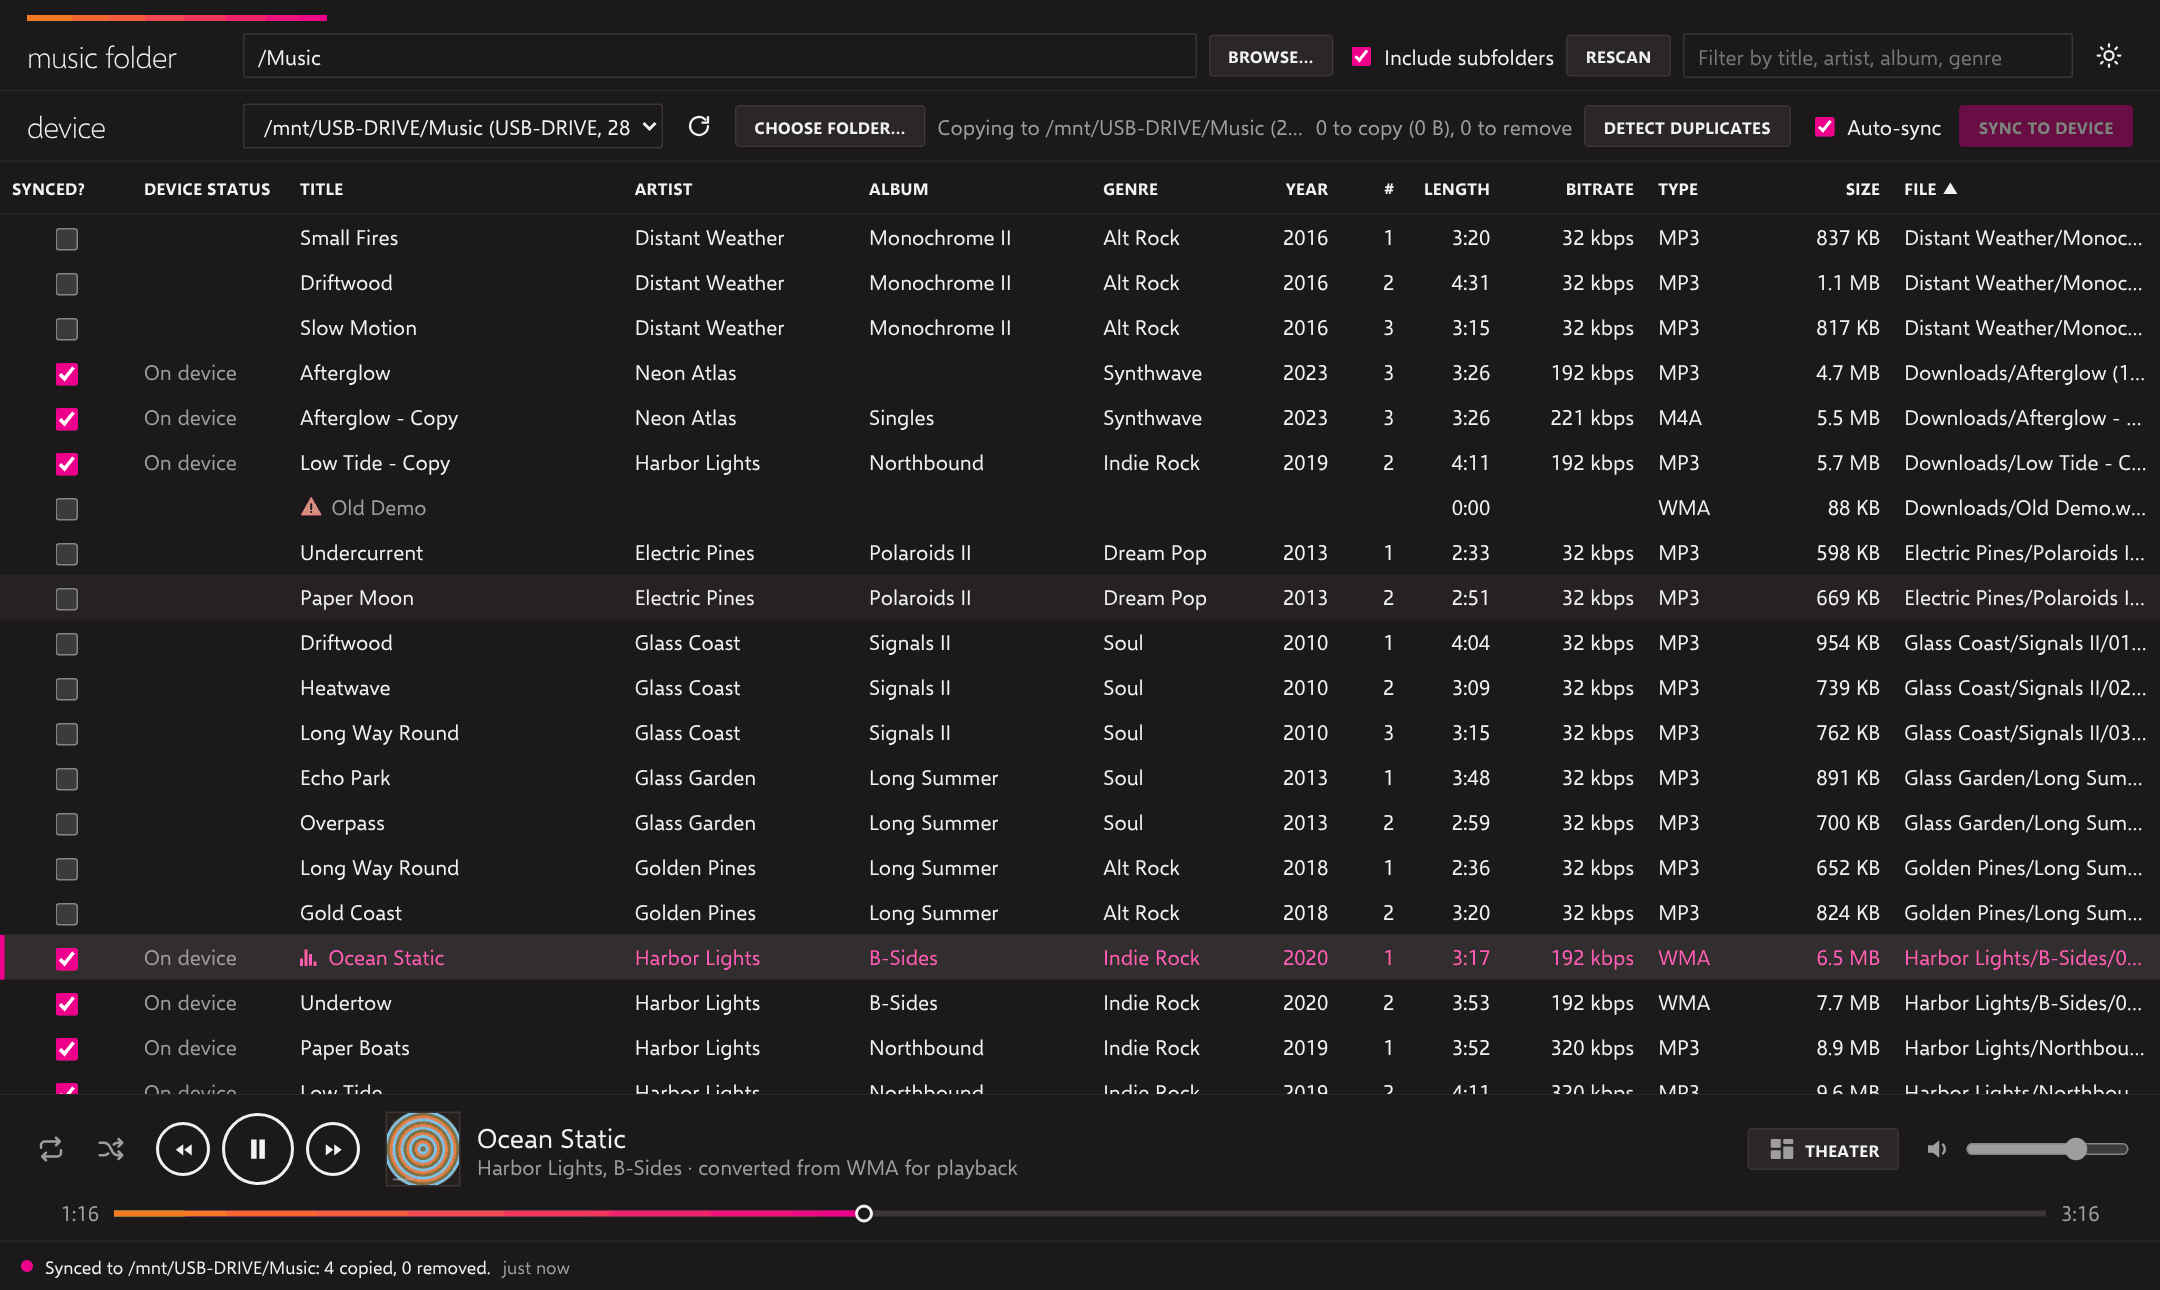 music folder /Music BROWSE... Include subfolders RESCAN Filter by title, artist, album, genre
device /mnt/USB-DRIVE/Music (USB-DRIVE, 28 CHOOSE FOLDER... Copying to /mnt/USB-DRIVE/Music (2... 0 to copy (0 B), 0 to remove DETECT DUPLICATES Auto-sync SYNC TO DEVICE
SYNCED? DEVICE STATUS TITLE ARTIST ALBUM GENRE YEAR # LENGTH BITRATE TYPE SIZE FILE ▲
Small Fires Distant Weather Monochrome II Alt Rock 2016 1 3:20 32 kbps MP3 837 KB Distant Weather/Monoc...
Driftwood Distant Weather Monochrome II Alt Rock 2016 2 4:31 32 kbps MP3 1.1 MB Distant Weather/Monoc...
Slow Motion Distant Weather Monochrome II Alt Rock 2016 3 3:15 32 kbps MP3 817 KB Distant Weather/Monoc...
On device Afterglow Neon Atlas Synthwave 2023 3 3:26 192 kbps MP3 4.7 MB Downloads/Afterglow (1...
On device Afterglow - Copy Neon Atlas Singles Synthwave 2023 3 3:26 221 kbps M4A 5.5 MB Downloads/Afterglow - ...
On device Low Tide - Copy Harbor Lights Northbound Indie Rock 2019 2 4:11 192 kbps MP3 5.7 MB Downloads/Low Tide - C...
Old Demo 0:00 WMA 88 KB Downloads/Old Demo.w...
Undercurrent Electric Pines Polaroids II Dream Pop 2013 1 2:33 32 kbps MP3 598 KB Electric Pines/Polaroids I...
Paper Moon Electric Pines Polaroids II Dream Pop 2013 2 2:51 32 kbps MP3 669 KB Electric Pines/Polaroids I...
Driftwood Glass Coast Signals II Soul 2010 1 4:04 32 kbps MP3 954 KB Glass Coast/Signals II/01...
Heatwave Glass Coast Signals II Soul 2010 2 3:09 32 kbps MP3 739 KB Glass Coast/Signals II/02...
Long Way Round Glass Coast Signals II Soul 2010 3 3:15 32 kbps MP3 762 KB Glass Coast/Signals II/03...
Echo Park Glass Garden Long Summer Soul 2013 1 3:48 32 kbps MP3 891 KB Glass Garden/Long Sum...
Overpass Glass Garden Long Summer Soul 2013 2 2:59 32 kbps MP3 700 KB Glass Garden/Long Sum...
Long Way Round Golden Pines Long Summer Alt Rock 2018 1 2:36 32 kbps MP3 652 KB Golden Pines/Long Sum...
Gold Coast Golden Pines Long Summer Alt Rock 2018 2 3:20 32 kbps MP3 824 KB Golden Pines/Long Sum...
On device Ocean Static Harbor Lights B-Sides Indie Rock 2020 1 3:17 192 kbps WMA 6.5 MB Harbor Lights/B-Sides/0...
On device Undertow Harbor Lights B-Sides Indie Rock 2020 2 3:53 192 kbps WMA 7.7 MB Harbor Lights/B-Sides/0...
On device Paper Boats Harbor Lights Northbound Indie Rock 2019 1 3:52 320 kbps MP3 8.9 MB Harbor Lights/Northbou...
On device Low Tide Harbor Lights Northbound Indie Rock 2019 2 4:11 320 kbps MP3 9.6 MB Harbor Lights/Northbou...
Ocean Static
Harbor Lights, B-Sides · converted from WMA for playback
THEATER
1:16 3:16
Synced to /mnt/USB-DRIVE/Music: 4 copied, 0 removed. just now